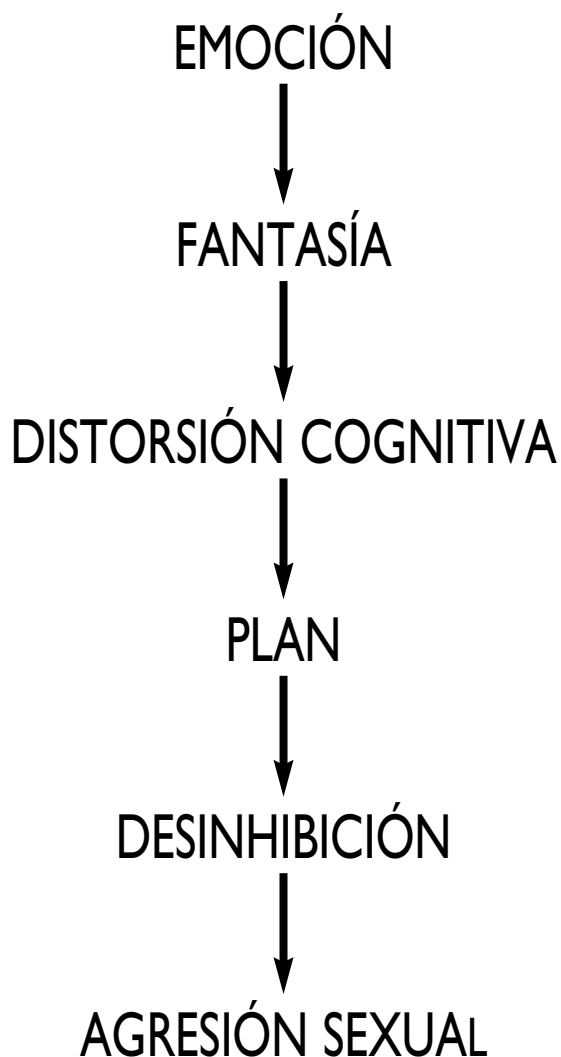 EMOCIÓN
FANTASÍA
DISTORSIÓN COGNITIVA
PLAN
DESINHIBICIÓN
AGRESIÓN SEXUAL